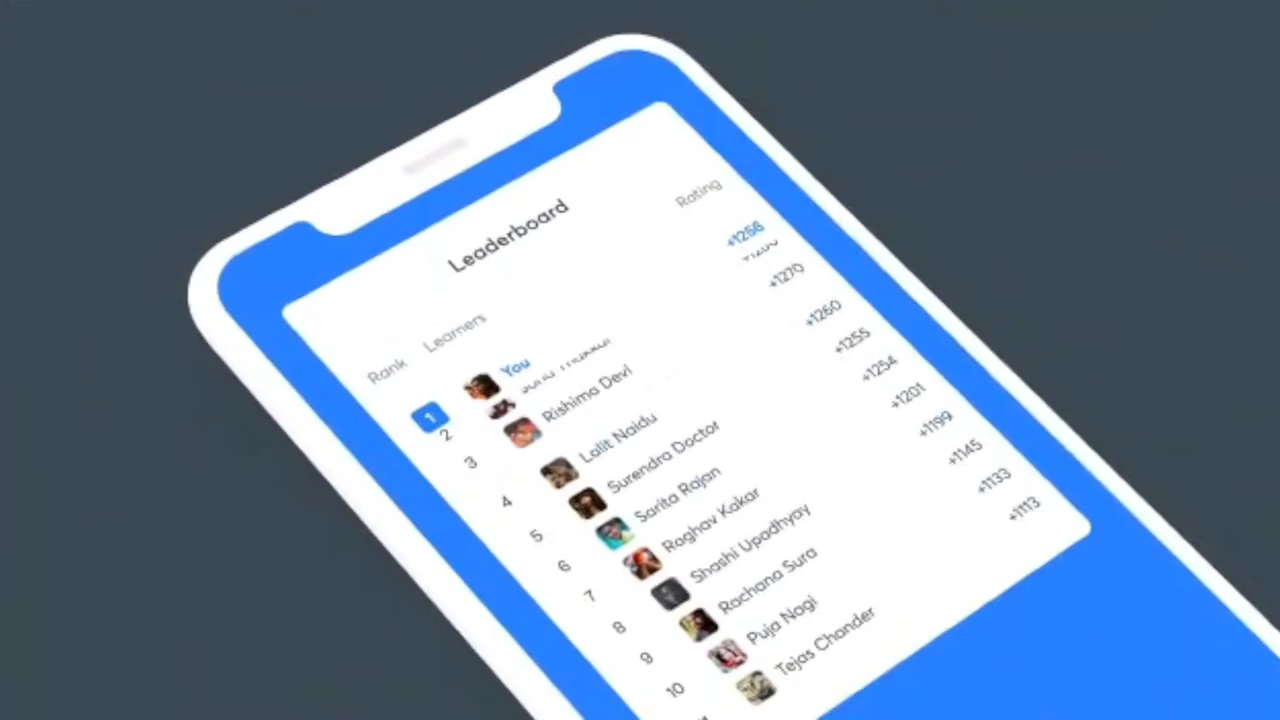 Leaderboard
Rank Learners Rating
1 You +1256
2
3 Rishima Devi +1270
4 Lalit Naidu +1260
5 Surendra Doctor +1255
6 Sarita Rajan +1254
7 Raghav Kakar +1201
8 Shashi Upadhyay +1199
9 Rachana Sura +1145
10 Puja Nagi +1133
Tejas Chander +1113